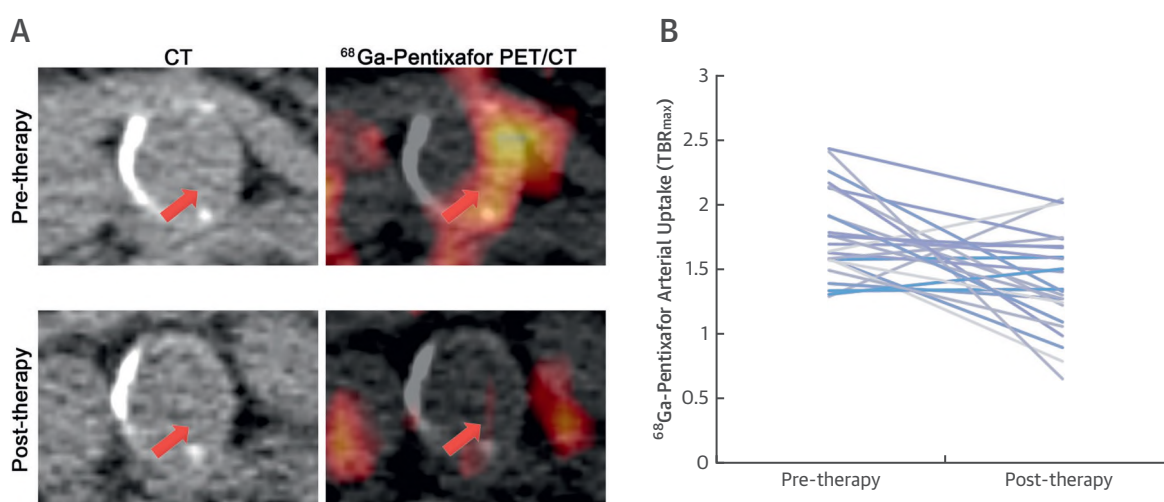 A
CT
⁶⁸Ga-Pentixafor PET/CT
Pre-therapy
Post-therapy
B
⁶⁸Ga-Pentixafor Arterial Uptake (TBRmax)
3
2.5
2
1.5
1
0.5
0
Pre-therapy
Post-therapy